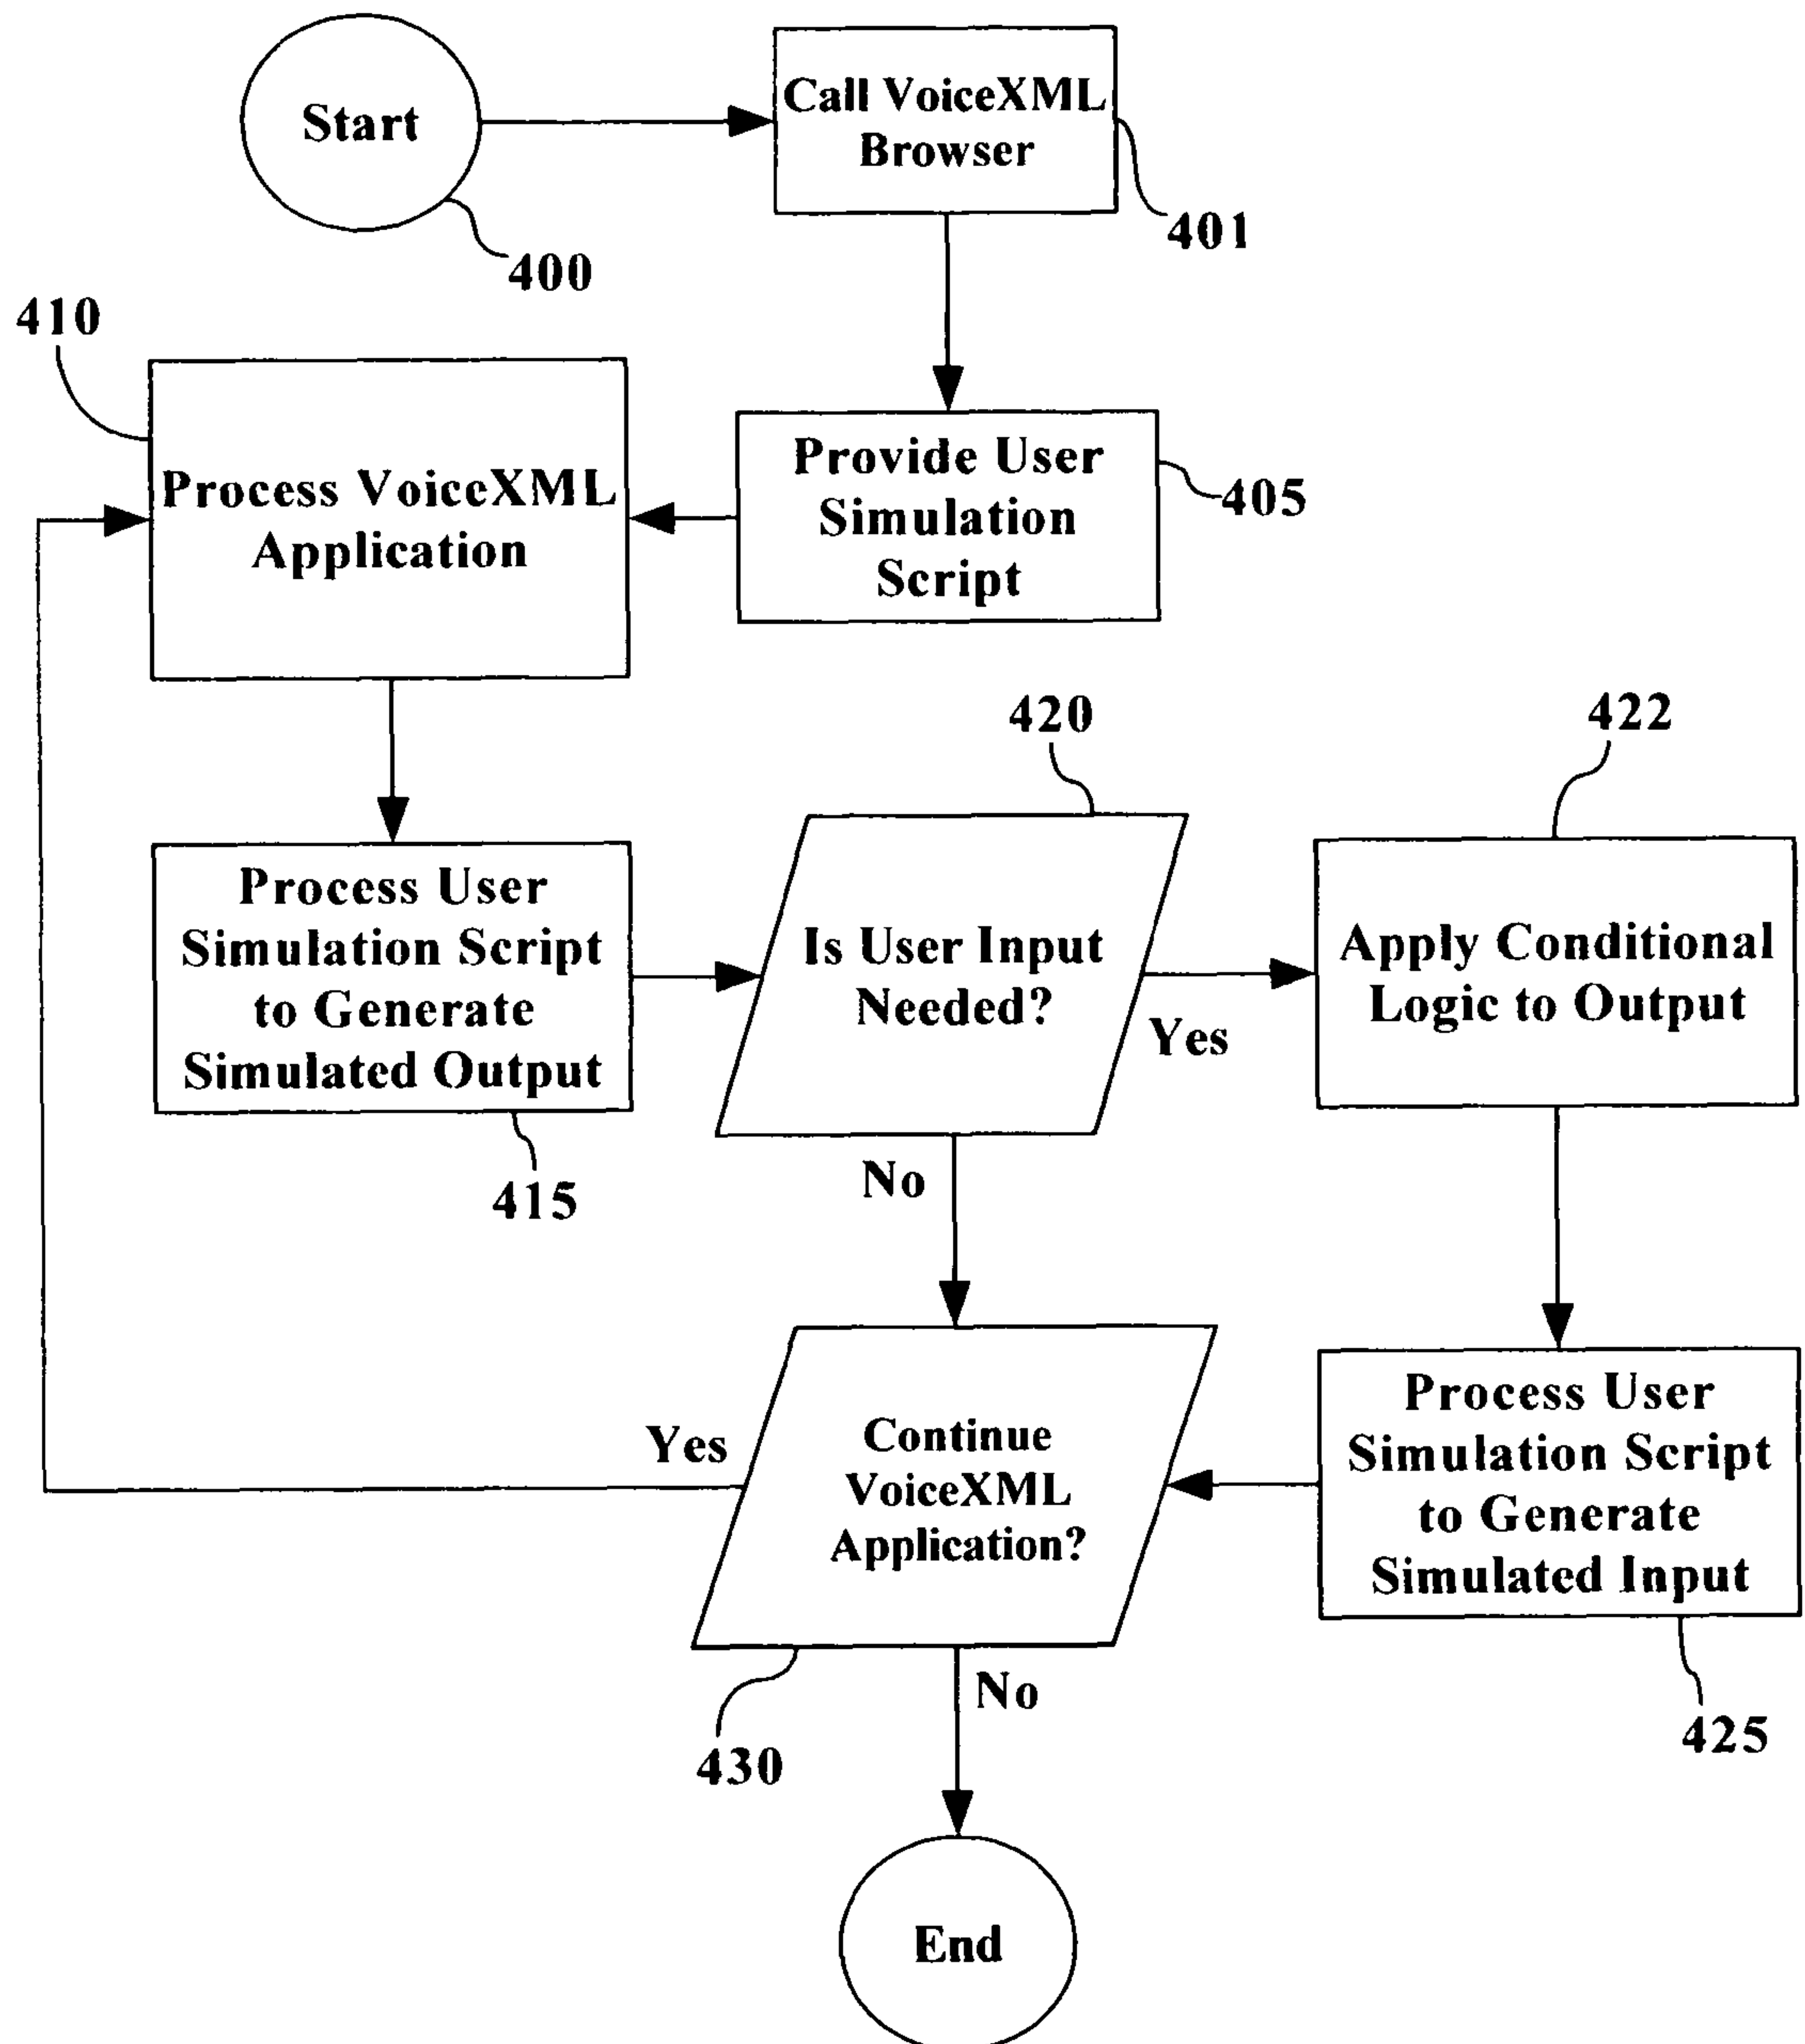 Start
400
Call VoiceXML
Browser
401
410
Process VoiceXML
Application
Provide User
Simulation
Script
405
420
422
Process User
Simulation Script
to Generate
Simulated Output
415
Is User Input
Needed?
Yes
No
Apply Conditional
Logic to Output
Yes
Continue
VoiceXML
Application?
430
No
Process User
Simulation Script
to Generate
Simulated Input
425
End